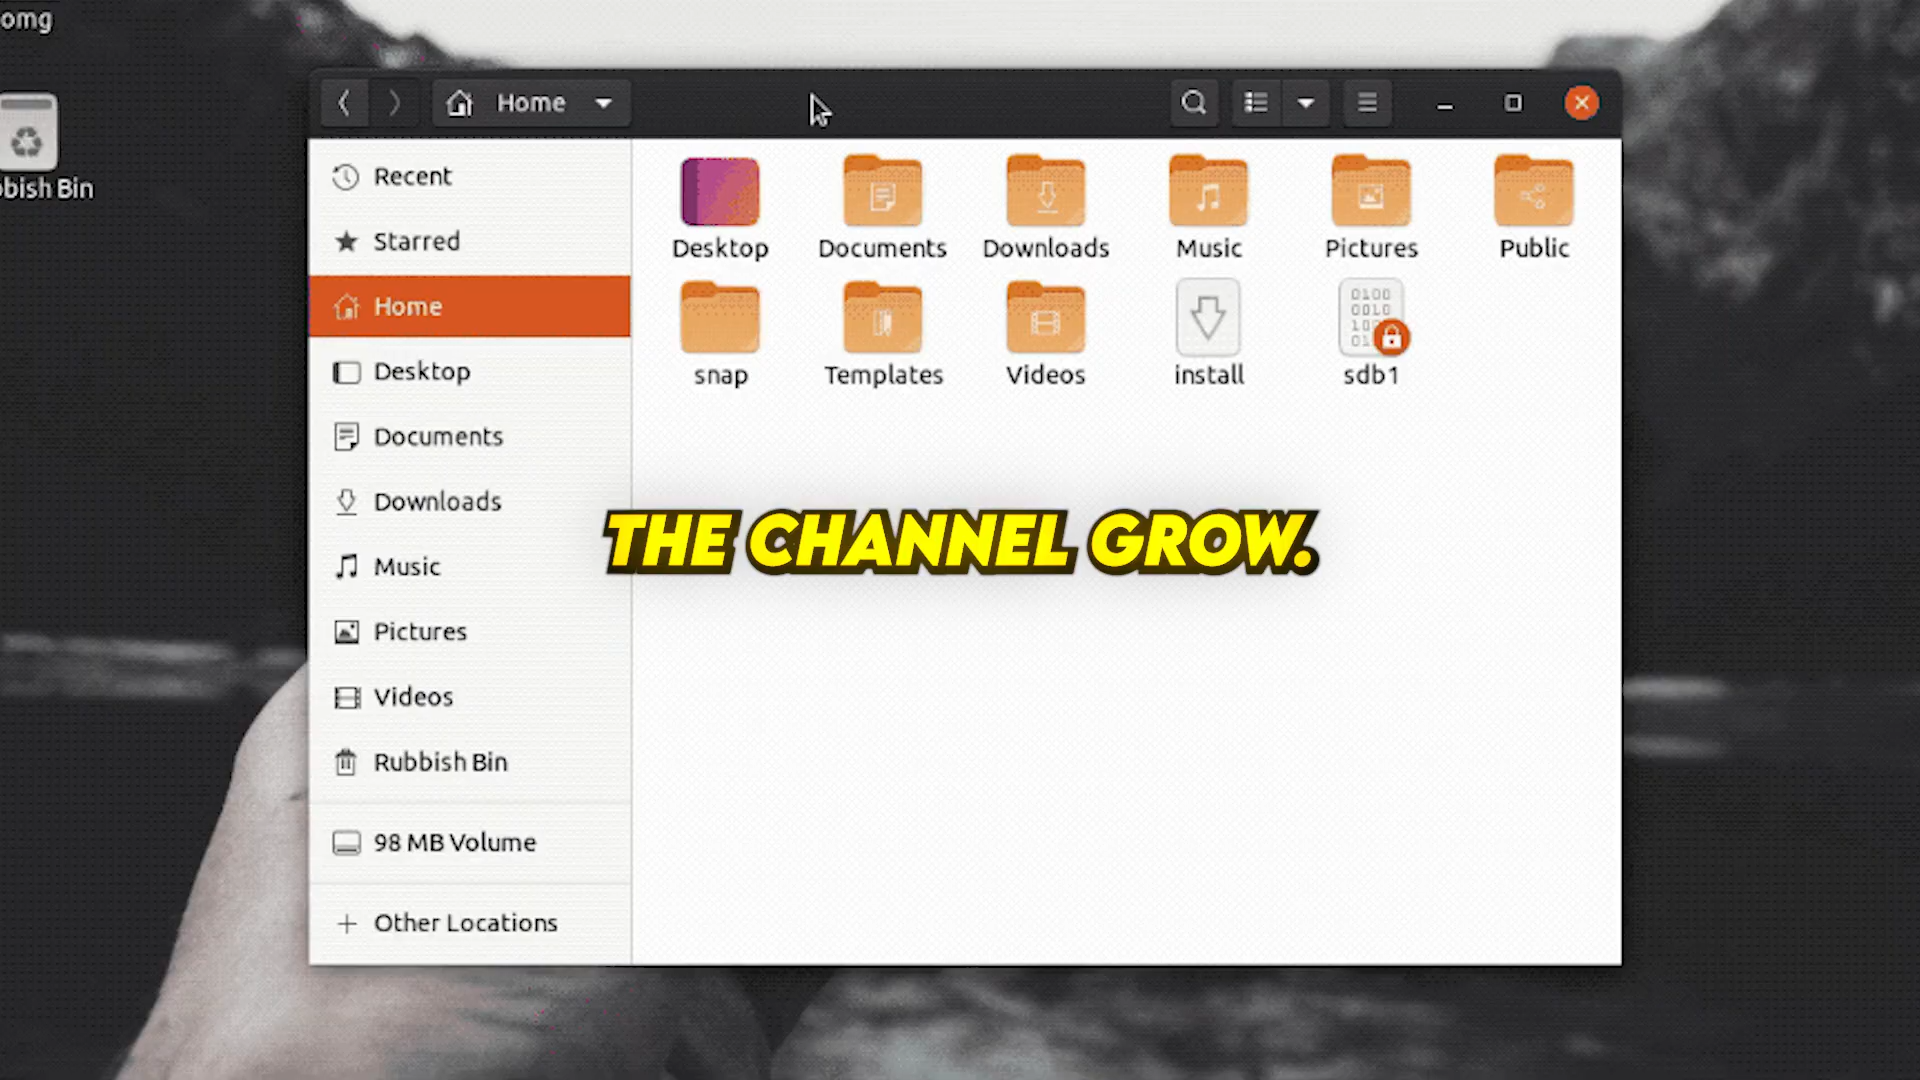 omg
bbish Bin
Home
Recent
Starred
Home
Desktop
Documents
Downloads
Music
Pictures
Videos
Rubbish Bin
98 MB Volume
Other Locations
Desktop
Documents
Downloads
Music
Pictures
Public
snap
Templates
Videos
install
sdb1
THE CHANNEL GROW.